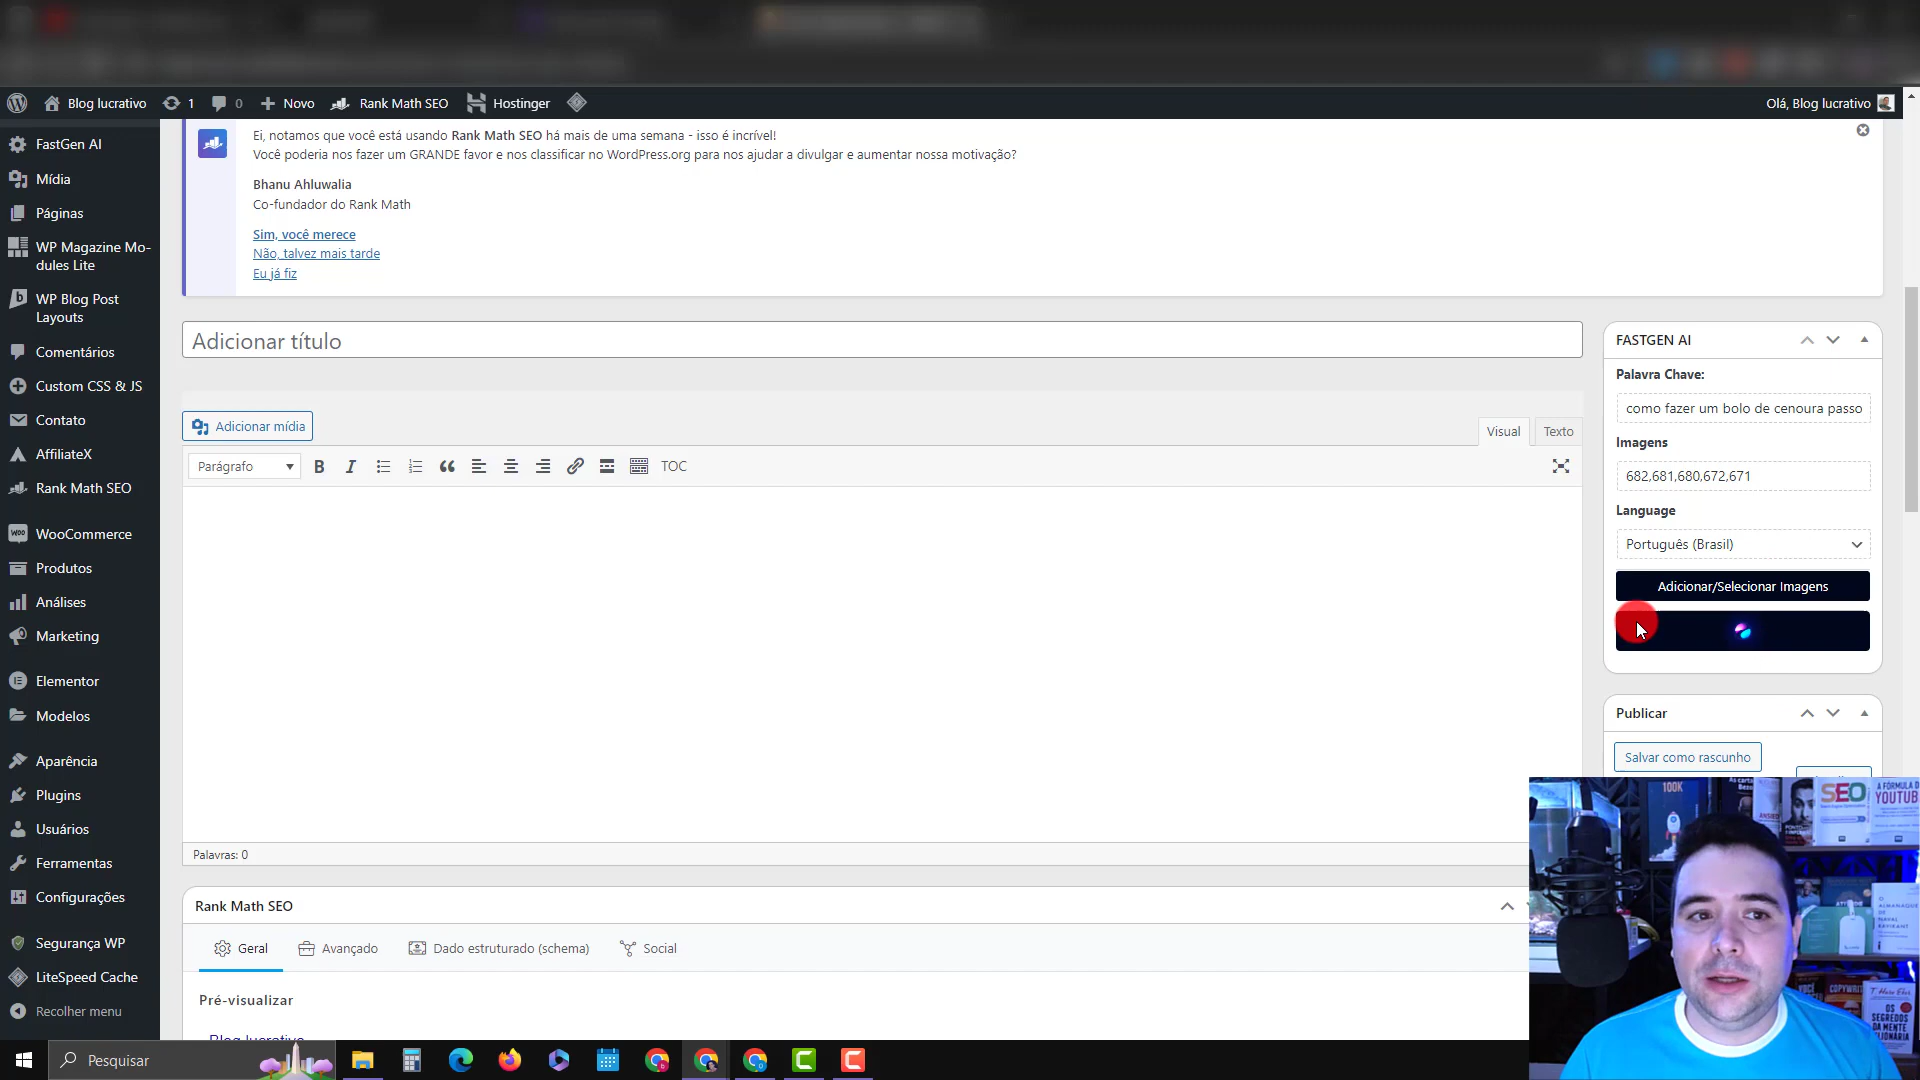 Blog lucrativo
1
0
Novo
Rank Math SEO
Hostinger
Olá, Blog lucrativo
FastGen AI
Mídia
Páginas
WP Magazine Mo-
dules Lite
WP Blog Post
Layouts
Comentários
Custom CSS & JS
Contato
AffiliateX
Rank Math SEO
WooCommerce
Produtos
Análises
Marketing
Elementor
Modelos
Aparência
Plugins
Usuários
Ferramentas
Configurações
Segurança WP
LiteSpeed Cache
Recolher menu
Ei, notamos que você está usando Rank Math SEO há mais de uma semana - isso é incrível!
Você poderia nos fazer um GRANDE favor e nos classificar no WordPress.org para nos ajudar a divulgar e aumentar nossa motivação?
Bhanu Ahluwalia
Co-fundador do Rank Math
Sim, você merece
Não, talvez mais tarde
Eu já fiz
Adicionar título
Adicionar mídia
Visual
Texto
Parágrafo
B
I
TOC
Palavras: 0
Rank Math SEO
Geral
Avançado
Dado estruturado (schema)
Social
Pré-visualizar
Blog lucrativo
FASTGEN AI
Palavra Chave:
como fazer um bolo de cenoura passo
Imagens
682,681,680,672,671
Language
Português (Brasil)
Adicionar/Selecionar Imagens
Publicar
Salvar como rascunho
100K
SEO
A FÓRMULA D
YOUTUB
OS
SEGREDOS
DA MENTE
Pesquisar